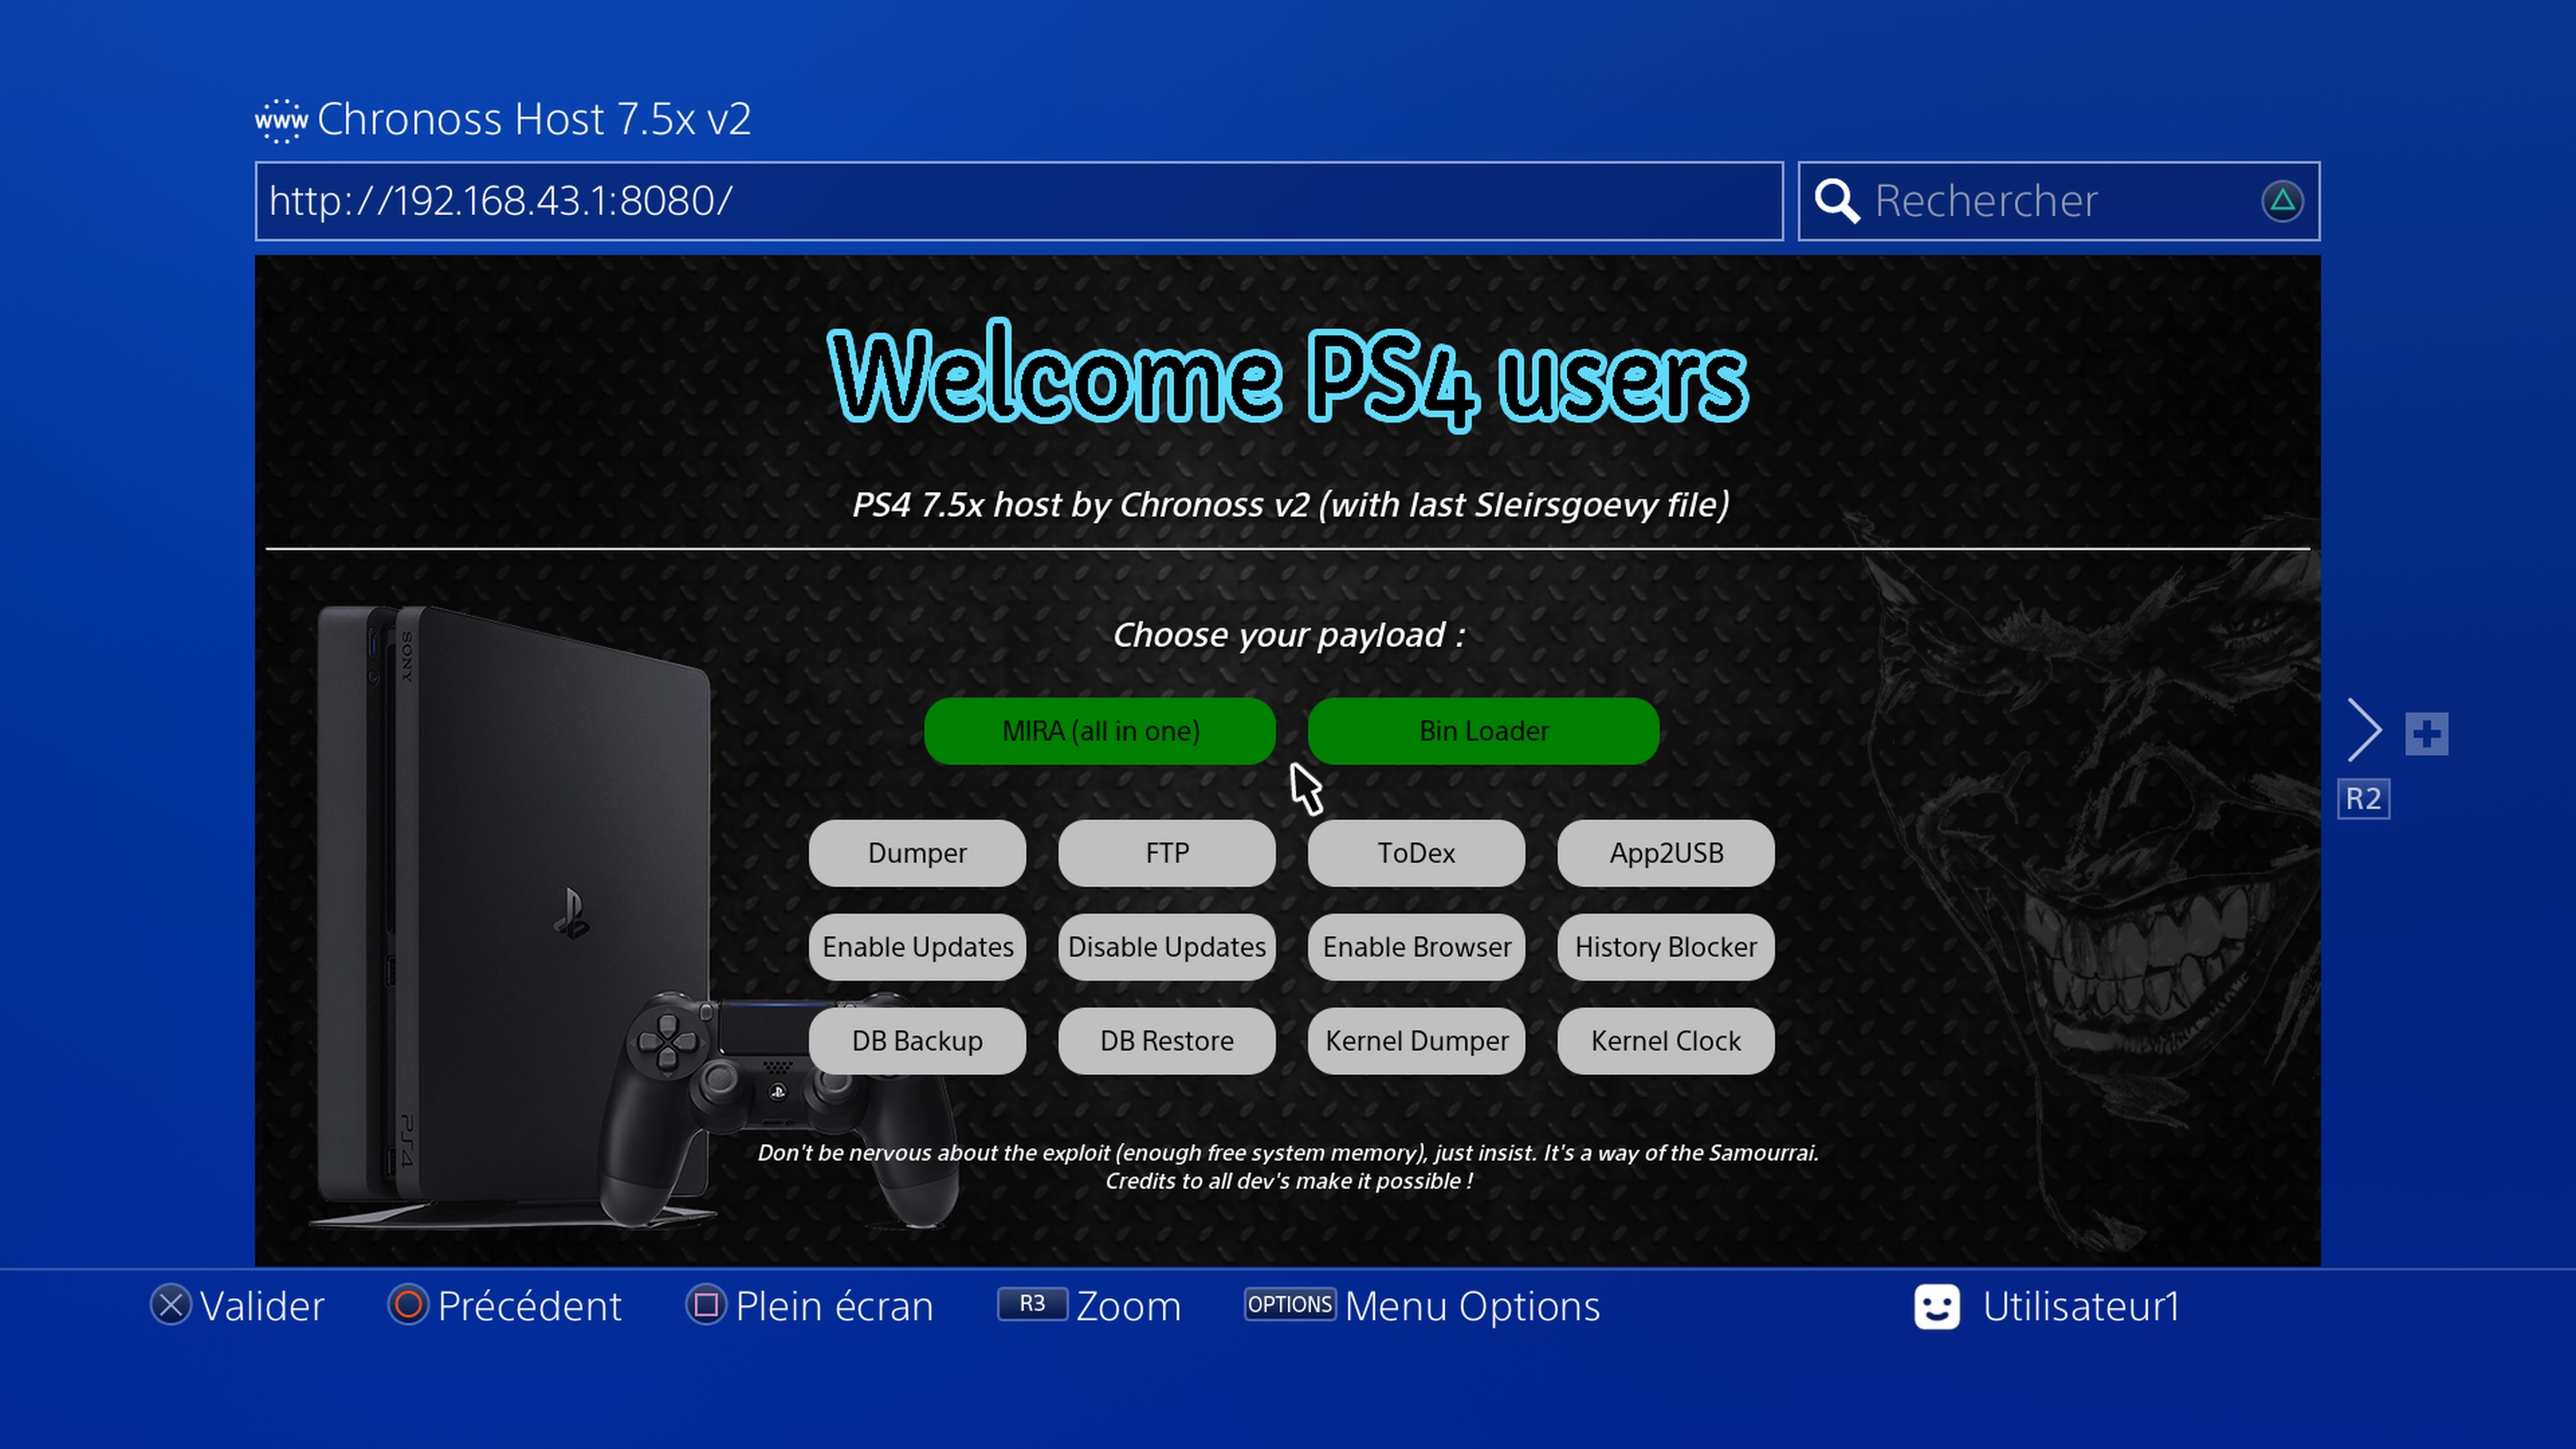 www Chronoss Host 7.5x v2
http://192.168.43.1:8080/ Rechercher
Welcome PS4 users
PS4 7.5x host by Chronoss v2 (with last Sleirsgoevy file)
Choose your payload :
SONY
MIRA (all in one) Bin Loader
R2
Dumper FTP ToDex App2USB
Enable Updates Disable Updates Enable Browser History Blocker
DB Backup DB Restore Kernel Dumper Kernel Clock
PS4
Don't be nervous about the exploit (enough free system memory), just insist. It's a way of the Samourrai.
Credits to all dev's make it possible !
Valider Précédent Plein écran R3 Zoom OPTIONS Menu Options Utilisateur1